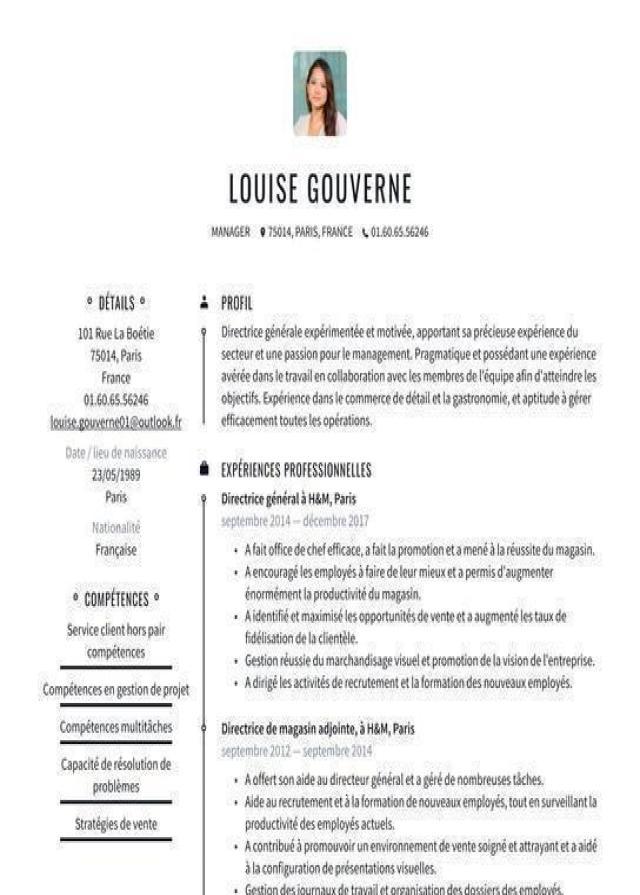 LOUISE GOUVERNE
MANAGER 75014, PARIS, FRANCE 01.60.65.56246
DÉTAILS
101 Rue La Boétie
75014, Paris
France
01.60.65.56246
louise.gouverne01@outlook.fr
Date / lieu de naissance
23/05/1989
Paris
Nationalité
Française
COMPÉTENCES
Service client hors pair
compétences
Compétences en gestion de projet
Compétences multitâches
Capacité de résolution de
problèmes
Stratégies de vente
PROFIL
Directrice générale expérimentée et motivée, apportant sa précieuse expérience du
secteur et une passion pour le management. Pragmatique et possédant une expérience
avérée dans le travail en collaboration avec les membres de l'équipe afin d'atteindre les
objectifs. Expérience dans le commerce de détail et la gastronomie, et aptitude à gérer
efficacement toutes les opérations.
EXPÉRIENCES PROFESSIONNELLES
Directrice général à H&M, Paris
septembre 2014 — décembre 2017
• A fait office de chef efficace, a fait la promotion et a mené à la réussite du magasin.
• A encouragé les employés à faire de leur mieux et a permis d'augmenter
énormément la productivité du magasin.
• A identifié et maximisé les opportunités de vente et a augmenté les taux de
fidélisation de la clientèle.
• Gestion réussie du marchandisage visuel et promotion de la vision de l'entreprise.
• A dirigé les activités de recrutement et la formation des nouveaux employés.
Directrice de magasin adjointe, à H&M, Paris
septembre 2012 — septembre 2014
• A offert son aide au directeur général et a géré de nombreuses tâches.
• Aide au recrutement et à la formation de nouveaux employés, tout en surveillant la
productivité des employés actuels.
• A contribué à promouvoir un environnement de vente soigné et attrayant et a aidé
à la configuration de présentations visuelles.
• Gestion des journaux de travail et organisation des dossiers des employés.